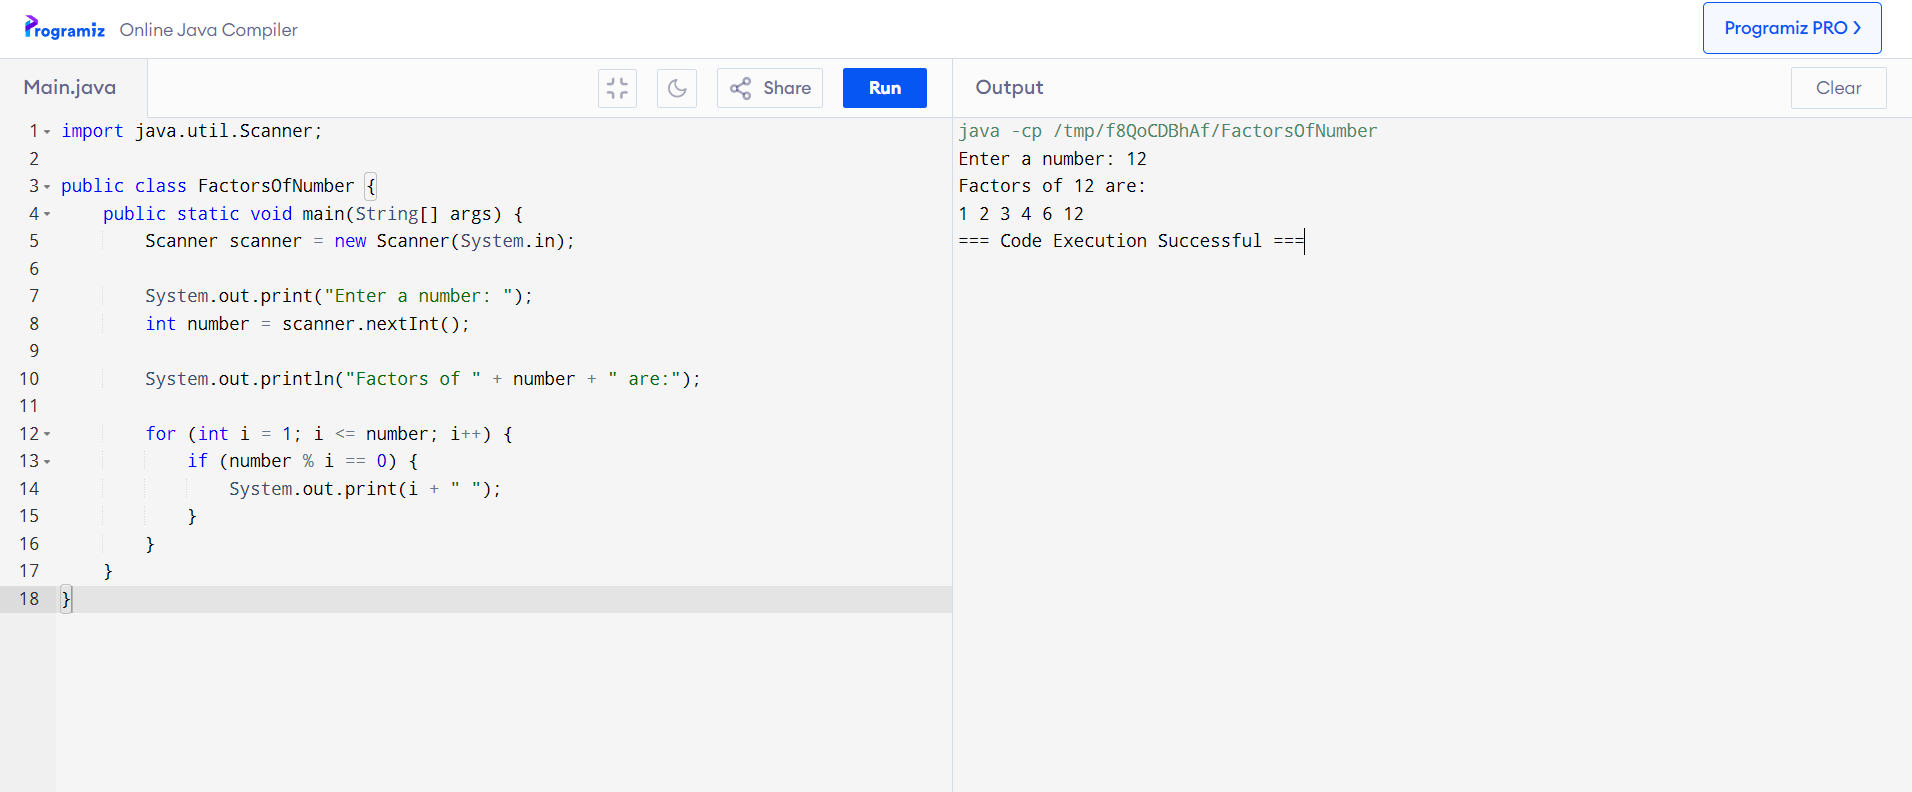 Programiz Online Java Compiler
Programiz PRO
Main.java
Share
Run
Output
Clear
1 import java.util.Scanner;
2
3 public class FactorsOfNumber {
4     public static void main(String[] args) {
5         Scanner scanner = new Scanner(System.in);
6
7         System.out.print("Enter a number: ");
8         int number = scanner.nextInt();
9
10         System.out.println("Factors of " + number + " are:");
11
12         for (int i = 1; i <= number; i++) {
13             if (number % i == 0) {
14                 System.out.print(i + " ");
15             }
16         }
17     }
18 }
java -cp /tmp/f8QoCDBhAf/FactorsOfNumber
Enter a number: 12
Factors of 12 are:
1 2 3 4 6 12
=== Code Execution Successful ===